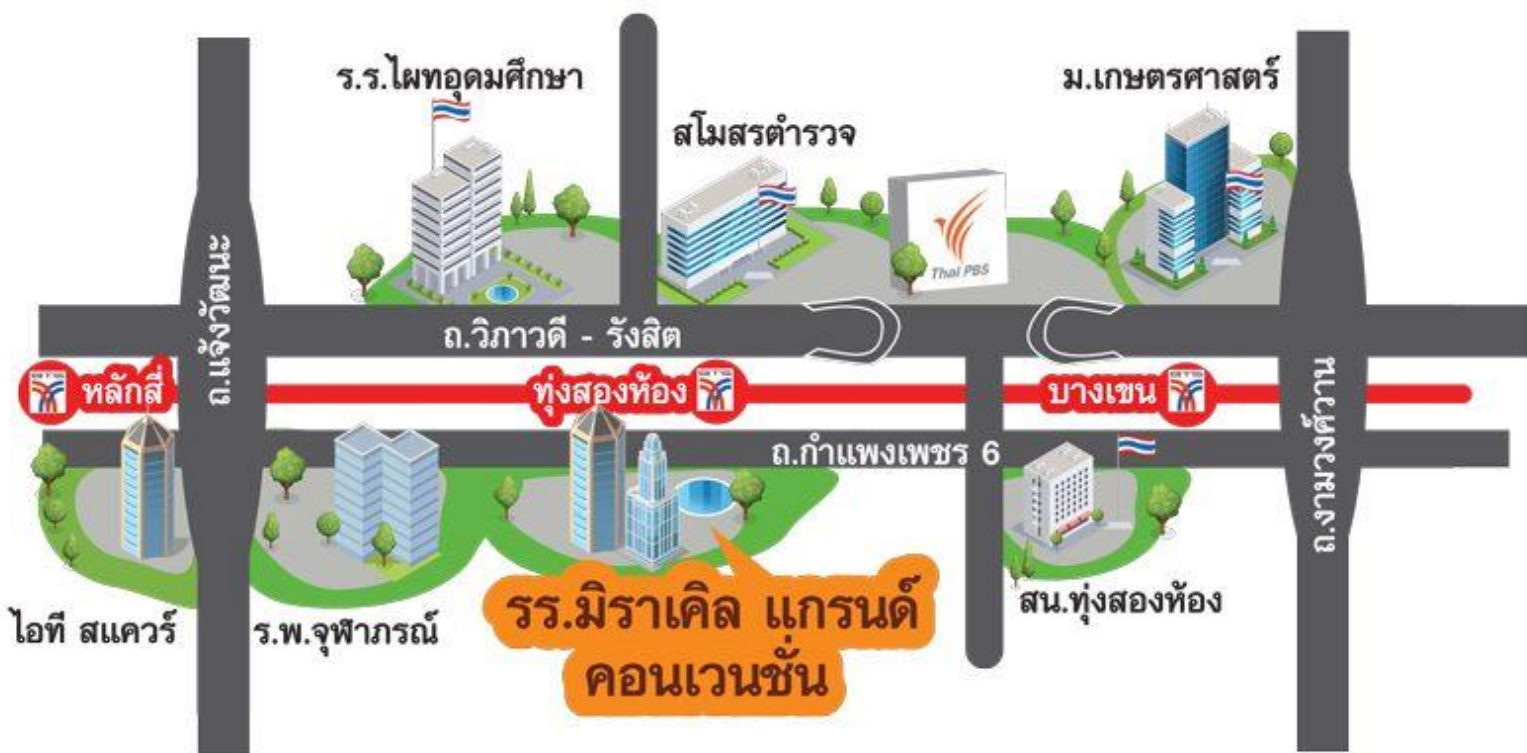 ร.ร.ไผทอุดมศึกษา
ม.เกษตรศาสตร์
สโมสรตำรวจ
Thai PBS
ถ.แจ้งวัฒนะ
ถ.วิภาวดี - รังสิต
หลักสี่
ทุ่งสองห้อง
บางเขน
ถ.กำแพงเพชร 6
ถ.งามวงศ์วาน
ไอที สแควร์
ร.พ.จุฬาภรณ์
รร.มิราเคิล แกรนด์
คอนเวนชั่น
สน.ทุ่งสองห้อง